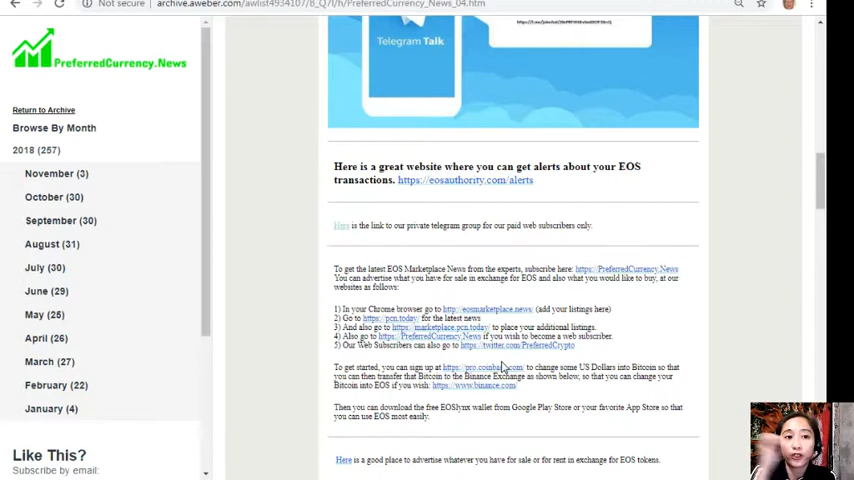 Not secure
archive.aweber.com/awlist4934107/B_Q7I/h/PreferredCurrency_News_04.htm
PreferredCurrency.News
Return to Archive
Browse By Month
2018 (257)
November (3)
October (30)
September (30)
August (31)
July (30)
June (29)
May (25)
April (26)
March (27)
February (22)
January (4)
Like This?
Subscribe by email:
Telegram Talk
Here is a great website where you can get alerts about your EOS
transactions. https://eosauthority.com/alerts
Here is the link to our private telegram group for our paid web subscribers only.
To get the latest EOS Marketplace News from the experts, subscribe here: https://PreferredCurrency.News
You can advertise what you have for sale in exchange for EOS and also what you would like to buy, at our
websites as follows:
1) In your Chrome browser go to http://eosmarketplace.news/ (add your listings here)
2) Go to https://pcn.today/ for the latest news
3) And also go to https://marketplace.pcn.today/ to place your additional listings.
4) Also go to https://PreferredCurrency.News if you wish to become a web subscriber.
5) Our Web Subscribers can also go to https://twitter.com/PreferredCrypto
To get started, you can sign up at https://pro.coinbase.com/ to change some US Dollars into Bitcoin so that
you can then transfer that Bitcoin to the Binance Exchange as shown below, so that you can change your
Bitcoin into EOS if you wish: https://www.binance.com/
Then you can download the free EOSlynx wallet from Google Play Store or your favorite App Store so that
you can use EOS most easily.
Here is a good place to advertise whatever you have for sale or for rent in exchange for EOS tokens.